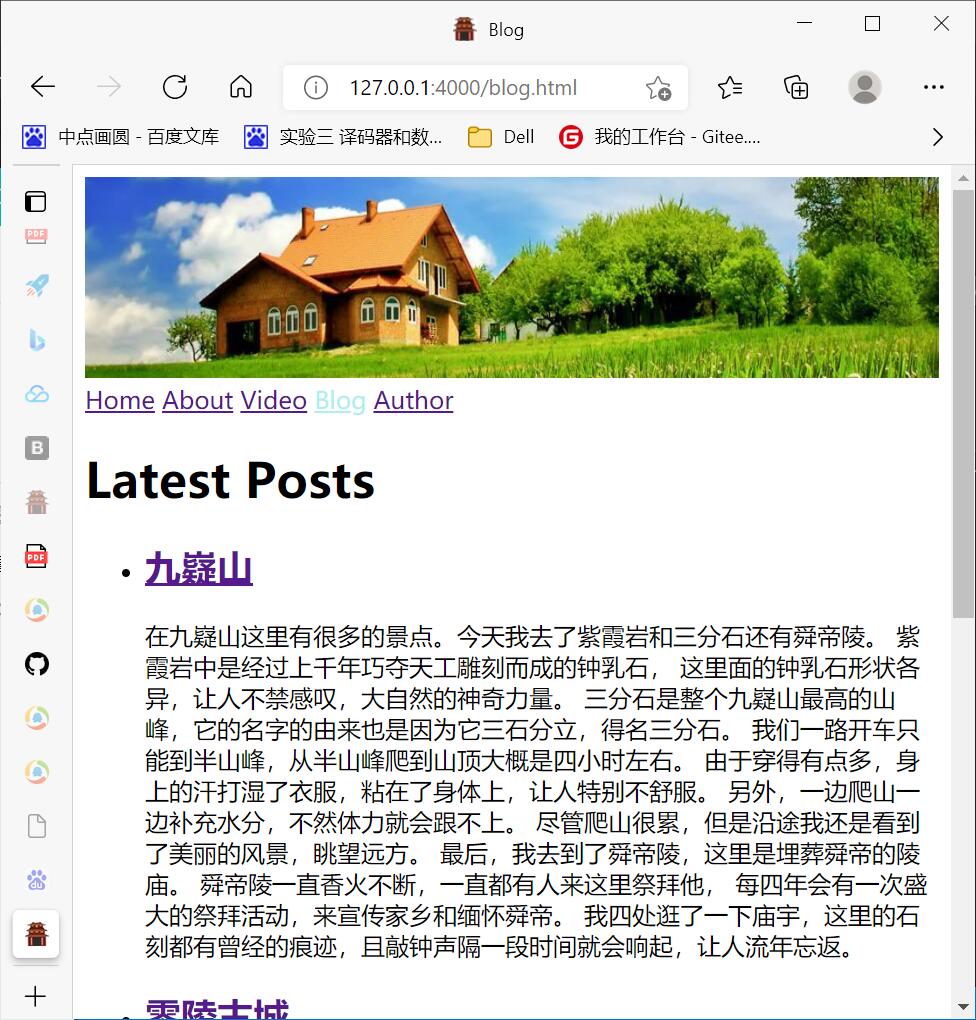 Blog
127.0.0.1:4000/blog.html
中点画圆 - 百度文库
实验三 译码器和数...
Dell
G
我的工作台 - Gitee....
PDF
B
PDF
du
Home About Video Blog Author
Latest Posts
九嶷山
在九嶷山这里有很多的景点。今天我去了紫霞岩和三分石还有舜帝陵。 紫
霞岩中是经过上千年巧夺天工雕刻而成的钟乳石， 这里面的钟乳石形状各
异，让人不禁感叹，大自然的神奇力量。 三分石是整个九嶷山最高的山
峰，它的名字的由来也是因为它三石分立，得名三分石。 我们一路开车只
能到半山峰，从半山峰爬到山顶大概是四小时左右。 由于穿得有点多，身
上的汗打湿了衣服，粘在了身体上，让人特别不舒服。 另外，一边爬山一
边补充水分，不然体力就会跟不上。 尽管爬山很累，但是沿途我还是看到
了美丽的风景，眺望远方。 最后，我去到了舜帝陵，这里是埋葬舜帝的陵
庙。 舜帝陵一直香火不断，一直都有人来这里祭拜他， 每四年会有一次盛
大的祭拜活动，来宣传家乡和缅怀舜帝。 我四处逛了一下庙宇，这里的石
刻都有曾经的痕迹，且敲钟声隔一段时间就会响起，让人流年忘返。
零陵古城